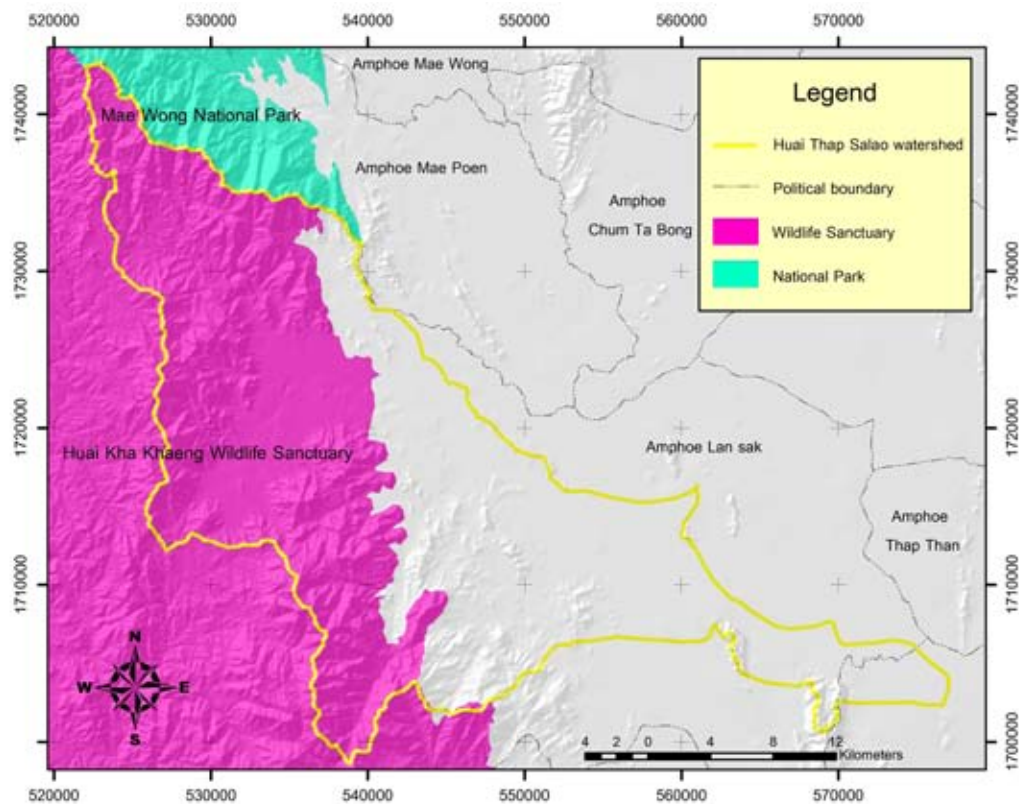 520000 530000 540000 550000 560000 570000
1740000 1730000 1720000 1710000 1700000
Amphoe Mae Wong
Mae Wong National Park
Amphoe Mae Poen
Amphoe
Chum Ta Bong
Legend
Huai Thap Salao watershed
Political boundary
Wildlife Sanctuary
National Park
Huai Kha Khaeng Wildlife Sanctuary
Amphoe Lan sak
Amphoe
Thap Than
N
W E
S
4 2 0 4 8 12
Kilometers
1740000 1730000 1720000 1710000 1700000
520000 530000 540000 550000 560000 570000